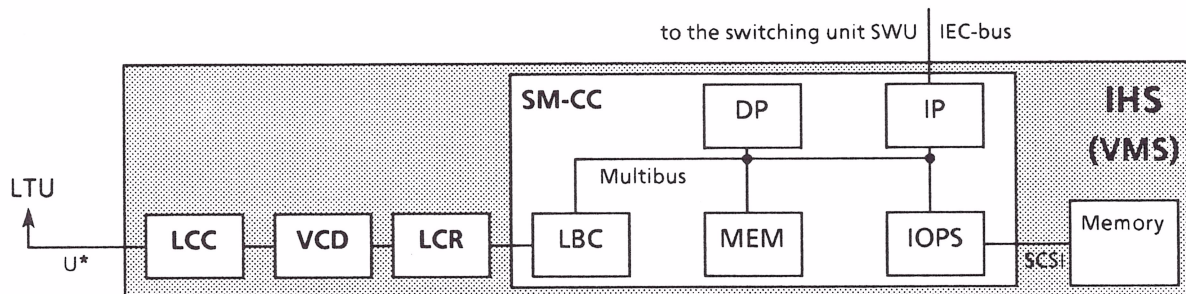 to the switching unit SWU IEC-bus
SM-CC
DP
IP
IHS
(VMS)
Multibus
LTU
U*
LCC
VCD
LCR
LBC
MEM
IOPS
SCSI
Memory